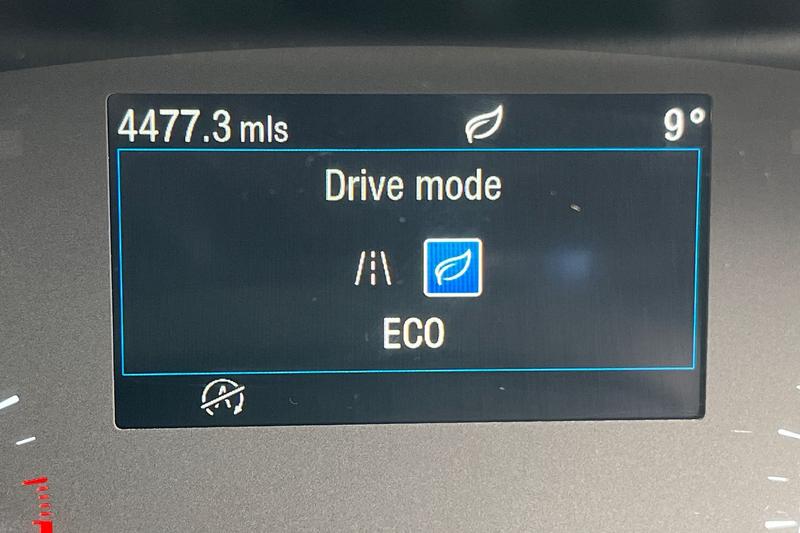 4477.3 mls 9°
Drive mode
ECO
A